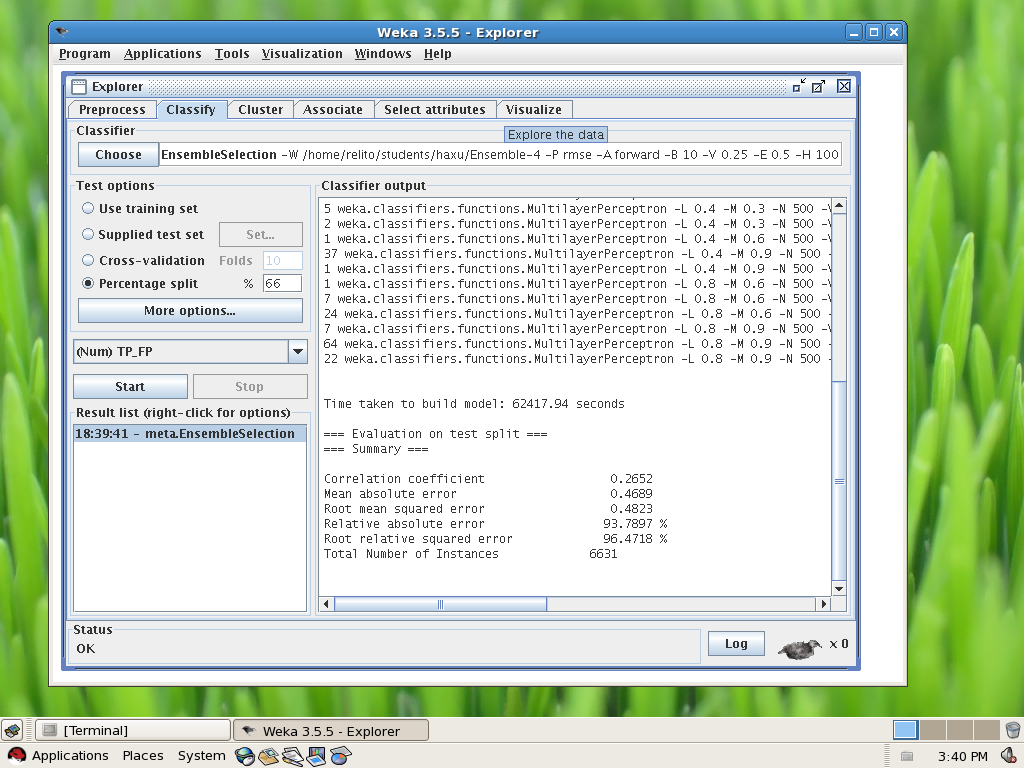 Weka 3.5.5 - Explorer
Program Applications Tools Visualization Windows Help
Explorer
Preprocess Classify Cluster Associate Select attributes Visualize
Explore the data
Classifier
Choose EnsembleSelection -W /home/relito/students/haxu/Ensemble-4 -P rmse -A forward -B 10 -V 0.25 -E 0.5 -H 100
Test options
Use training set
Supplied test set Set...
Cross-validation Folds 10
Percentage split % 66
More options...
(Num) TP_FP
Start Stop
Result list (right-click for options)
18:39:41 - meta.EnsembleSelection
Classifier output
5 weka.classifiers.functions.MultilayerPerceptron -L 0.4 -M 0.3 -N 500 -V
2 weka.classifiers.functions.MultilayerPerceptron -L 0.4 -M 0.3 -N 500 -V
1 weka.classifiers.functions.MultilayerPerceptron -L 0.4 -M 0.6 -N 500 -V
37 weka.classifiers.functions.MultilayerPerceptron -L 0.4 -M 0.9 -N 500 -
1 weka.classifiers.functions.MultilayerPerceptron -L 0.4 -M 0.9 -N 500 -V
1 weka.classifiers.functions.MultilayerPerceptron -L 0.8 -M 0.6 -N 500 -V
7 weka.classifiers.functions.MultilayerPerceptron -L 0.8 -M 0.6 -N 500 -V
24 weka.classifiers.functions.MultilayerPerceptron -L 0.8 -M 0.6 -N 500 -
7 weka.classifiers.functions.MultilayerPerceptron -L 0.8 -M 0.9 -N 500 -V
64 weka.classifiers.functions.MultilayerPerceptron -L 0.8 -M 0.9 -N 500 -
22 weka.classifiers.functions.MultilayerPerceptron -L 0.8 -M 0.9 -N 500 -
Time taken to build model: 62417.94 seconds
=== Evaluation on test split ===
=== Summary ===
Correlation coefficient 0.2652
Mean absolute error 0.4689
Root mean squared error 0.4823
Relative absolute error 93.7897 %
Root relative squared error 96.4718 %
Total Number of Instances 6631
Status
OK
Log x 0
[Terminal] Weka 3.5.5 - Explorer
Applications Places System 3:40 PM